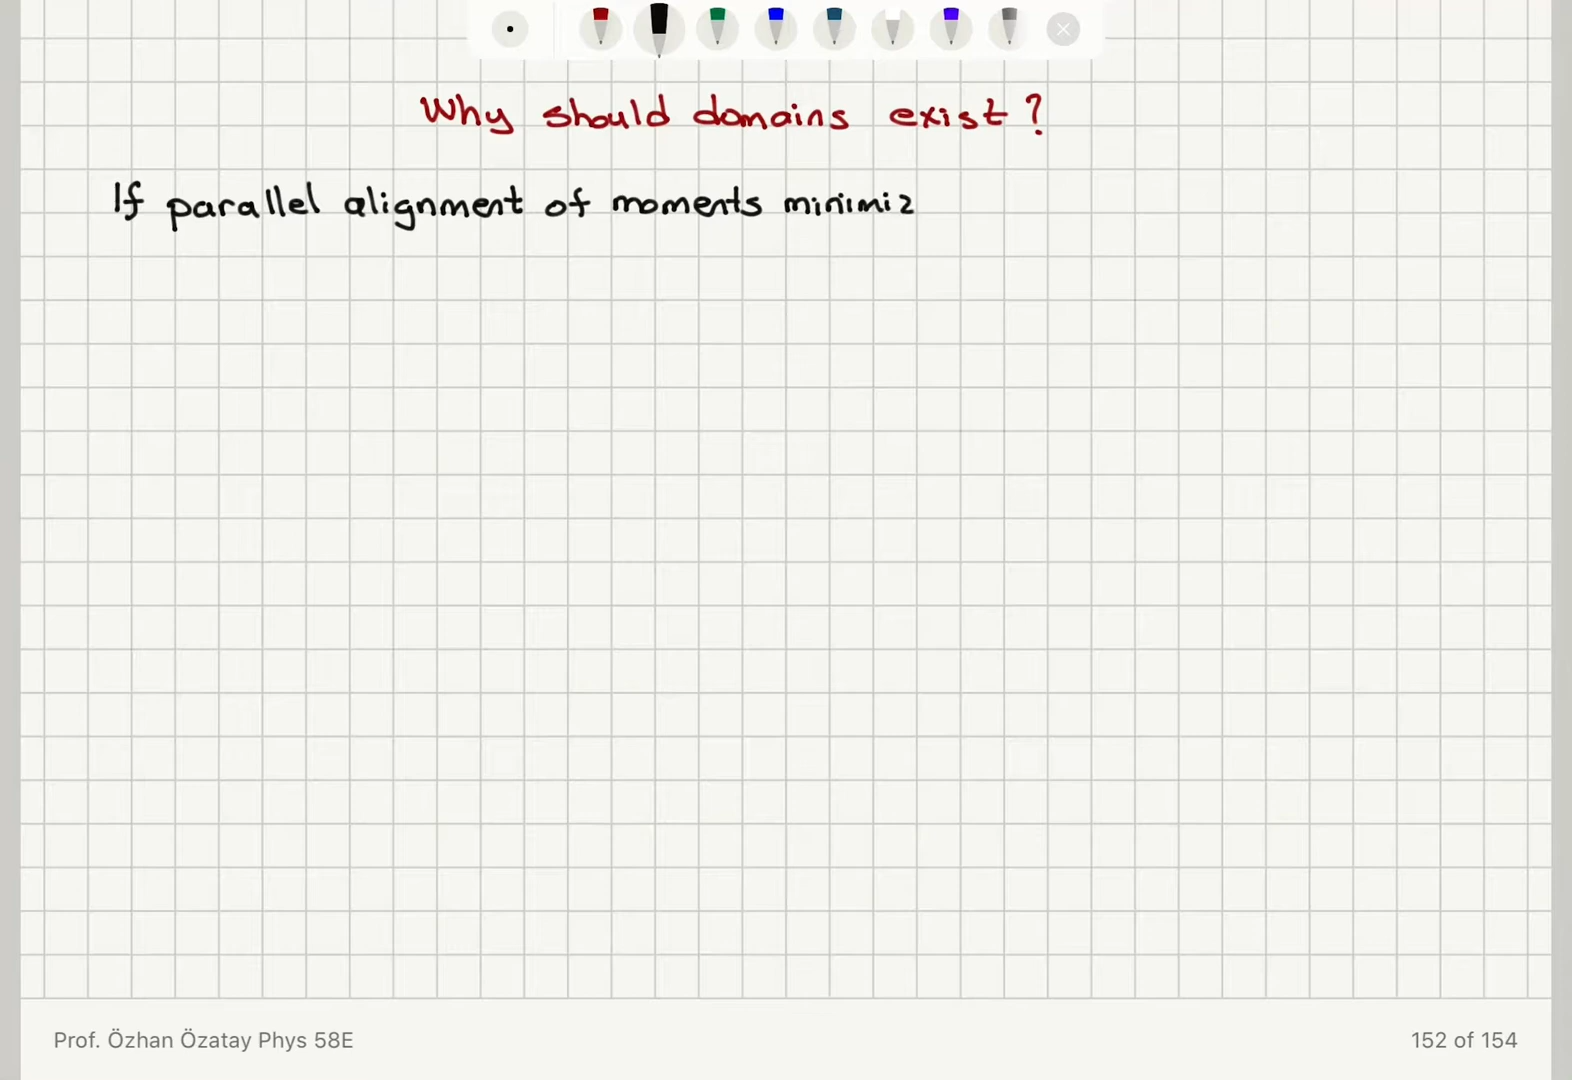 Why should domains exist?
If parallel alignment of moments minimiz
Prof. Özhan Özatay Phys 58E
152 of 154